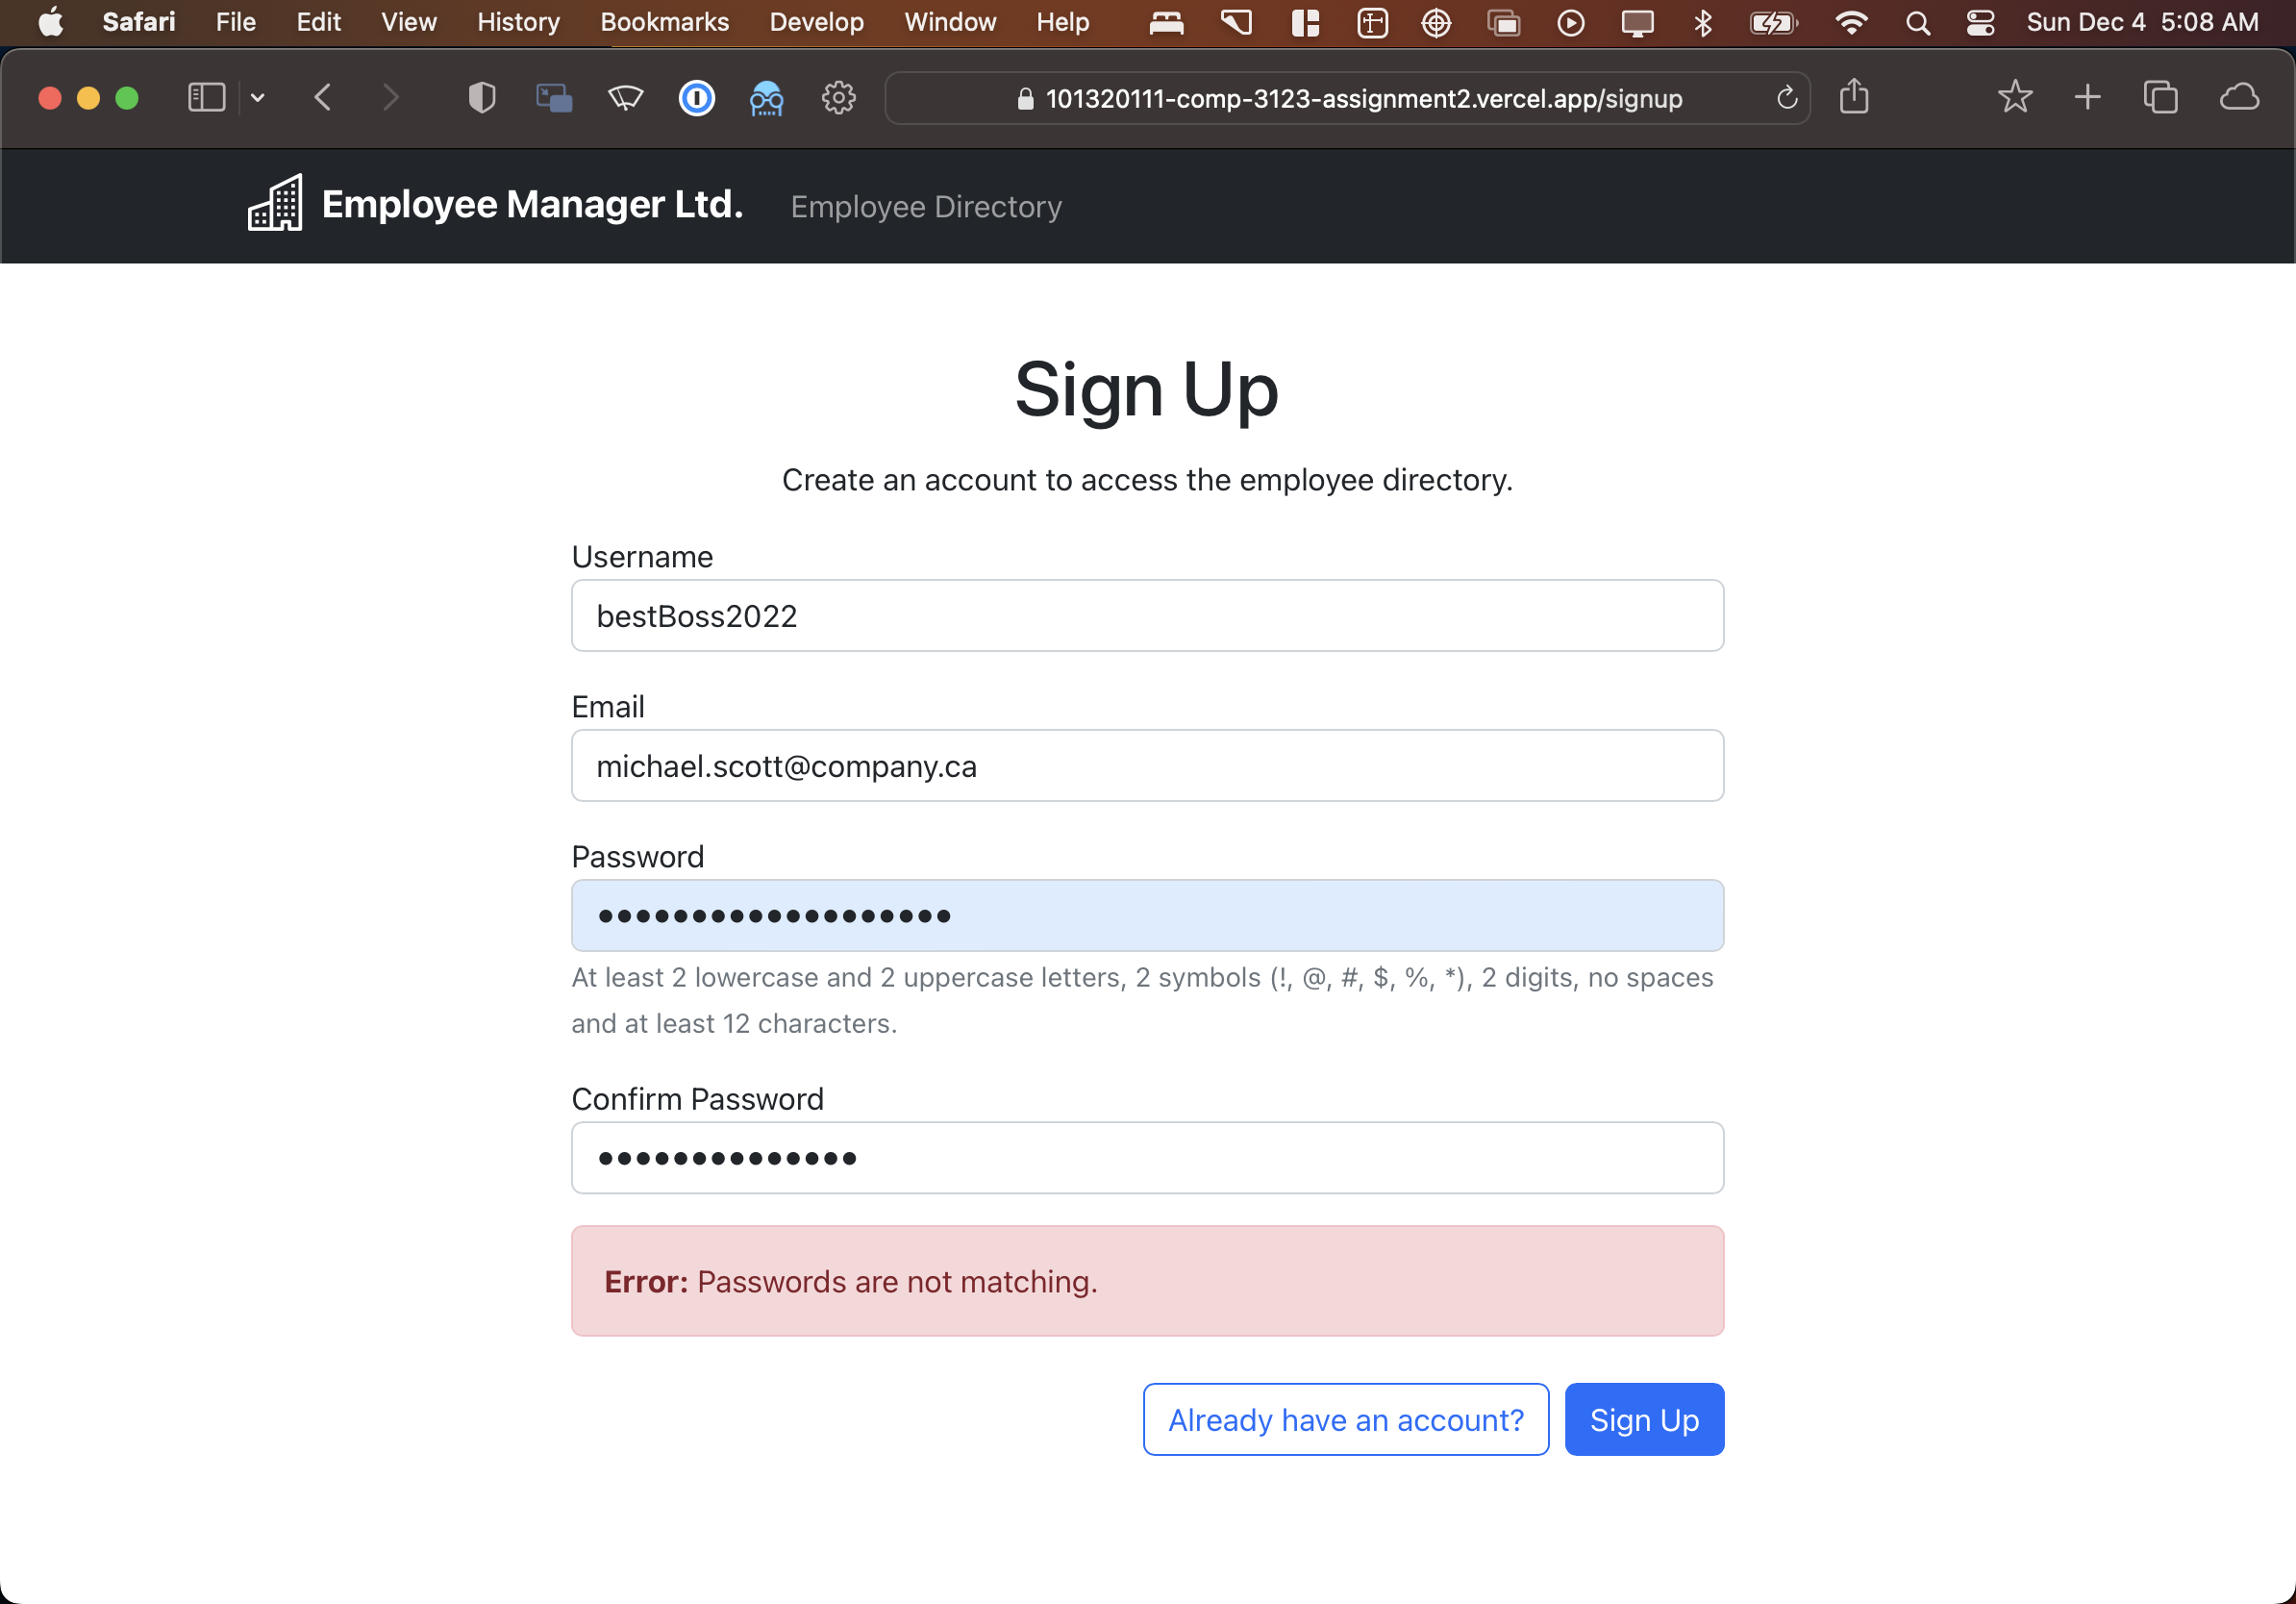 Safari File Edit View History Bookmarks Develop Window Help Sun Dec 4 5:08 AM
101320111-comp-3123-assignment2.vercel.app/signup
Employee Manager Ltd. Employee Directory
Sign Up
Create an account to access the employee directory.
Username
bestBoss2022
Email
michael.scott@company.ca
Password
•••••••••••••••••••
At least 2 lowercase and 2 uppercase letters, 2 symbols (!, @, #, $, %, *), 2 digits, no spaces
and at least 12 characters.
Confirm Password
••••••••••••••
Error: Passwords are not matching.
Already have an account? Sign Up